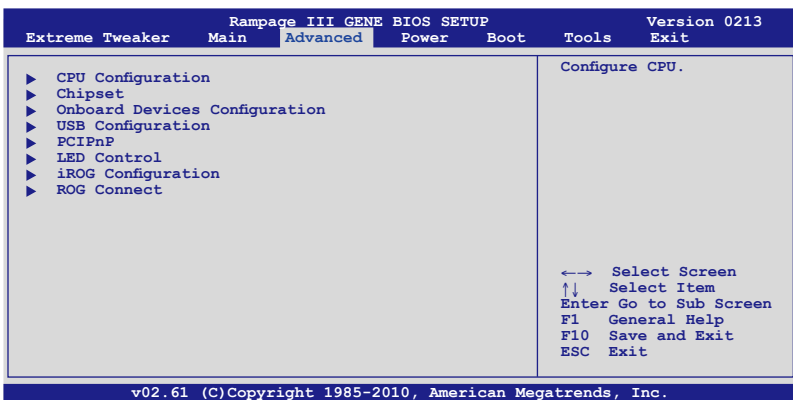 Rampage III GENE BIOS SETUP Version 0213
Extreme Tweaker Main Advanced Power Boot Tools Exit
CPU Configuration
Chipset
Onboard Devices Configuration
USB Configuration
PCIPnP
LED Control
iROG Configuration
ROG Connect
Configure CPU.
←→ Select Screen
↑↓ Select Item
Enter Go to Sub Screen
F1 General Help
F10 Save and Exit
ESC Exit
v02.61 (C)Copyright 1985-2010, American Megatrends, Inc.